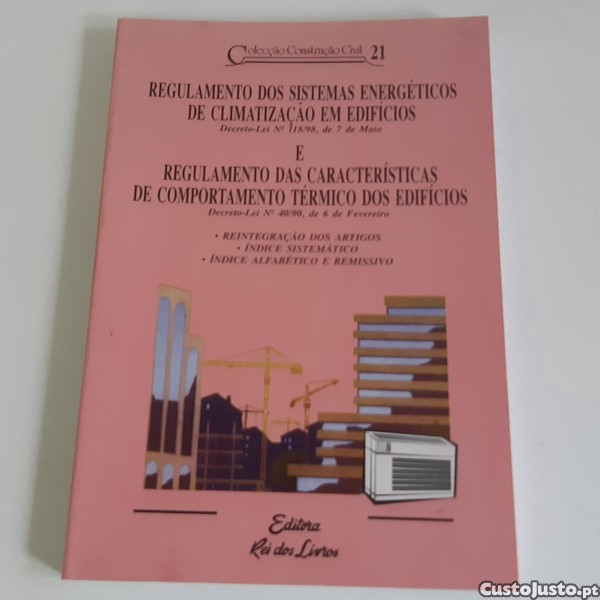 Colecção Construção Civil 21
REGULAMENTO DOS SISTEMAS ENERGÉTICOS
DE CLIMATIZAÇÃO EM EDIFÍCIOS
Decreto-Lei Nº 118/98, de 7 de Maio
E
REGULAMENTO DAS CARACTERÍSTICAS
DE COMPORTAMENTO TÉRMICO DOS EDIFÍCIOS
Decreto-Lei Nº 40/90, de 6 de Fevereiro
• REINTEGRAÇÃO DOS ARTIGOS
• ÍNDICE SISTEMÁTICO
• ÍNDICE ALFABÉTICO E REMISSIVO
Editora
Rei dos Livros
CustoJusto.pt